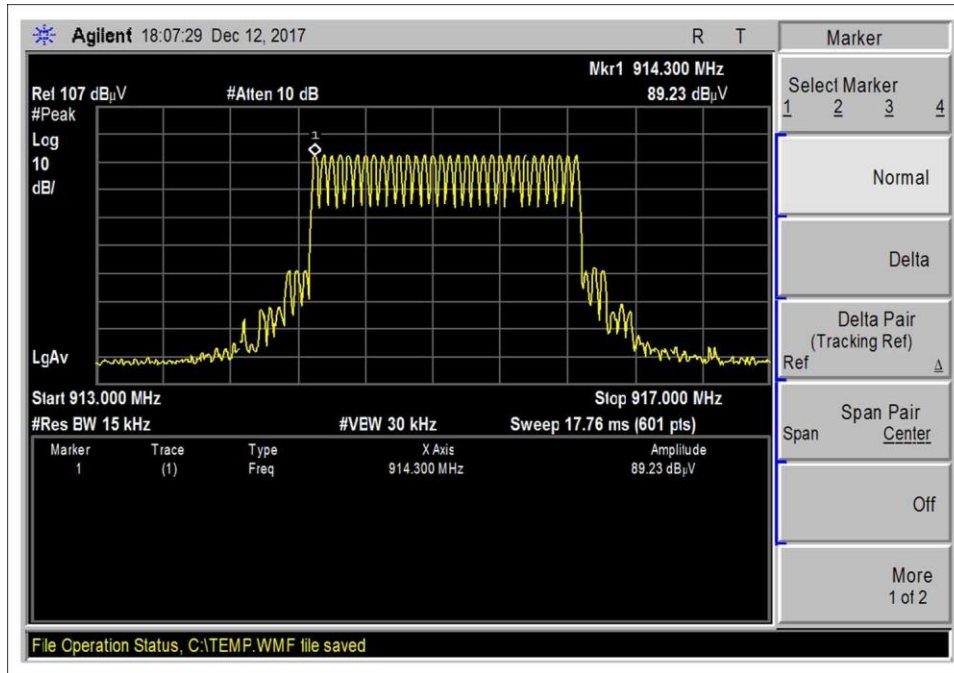 Agilent 18:07:29 Dec 12, 2017 R T
Mkr1 914.300 MHz
Ref 107 dBµV #Atten 10 dB 89.23 dBµV
#Peak
Log
10
dB/
1
LgAv
Start 913.000 MHz Stop 917.000 MHz
#Res BW 15 kHz #VBW 30 kHz Sweep 17.76 ms (601 pts)
Marker Trace Type X Axis Amplitude
1 (1) Freq 914.300 MHz 89.23 dBµV
File Operation Status, C:\TEMP.WMF file saved
Marker
Select Marker
1 2 3 4
Normal
Delta
Delta Pair
(Tracking Ref)
Ref Δ
Span Pair
Span Center
Off
More
1 of 2